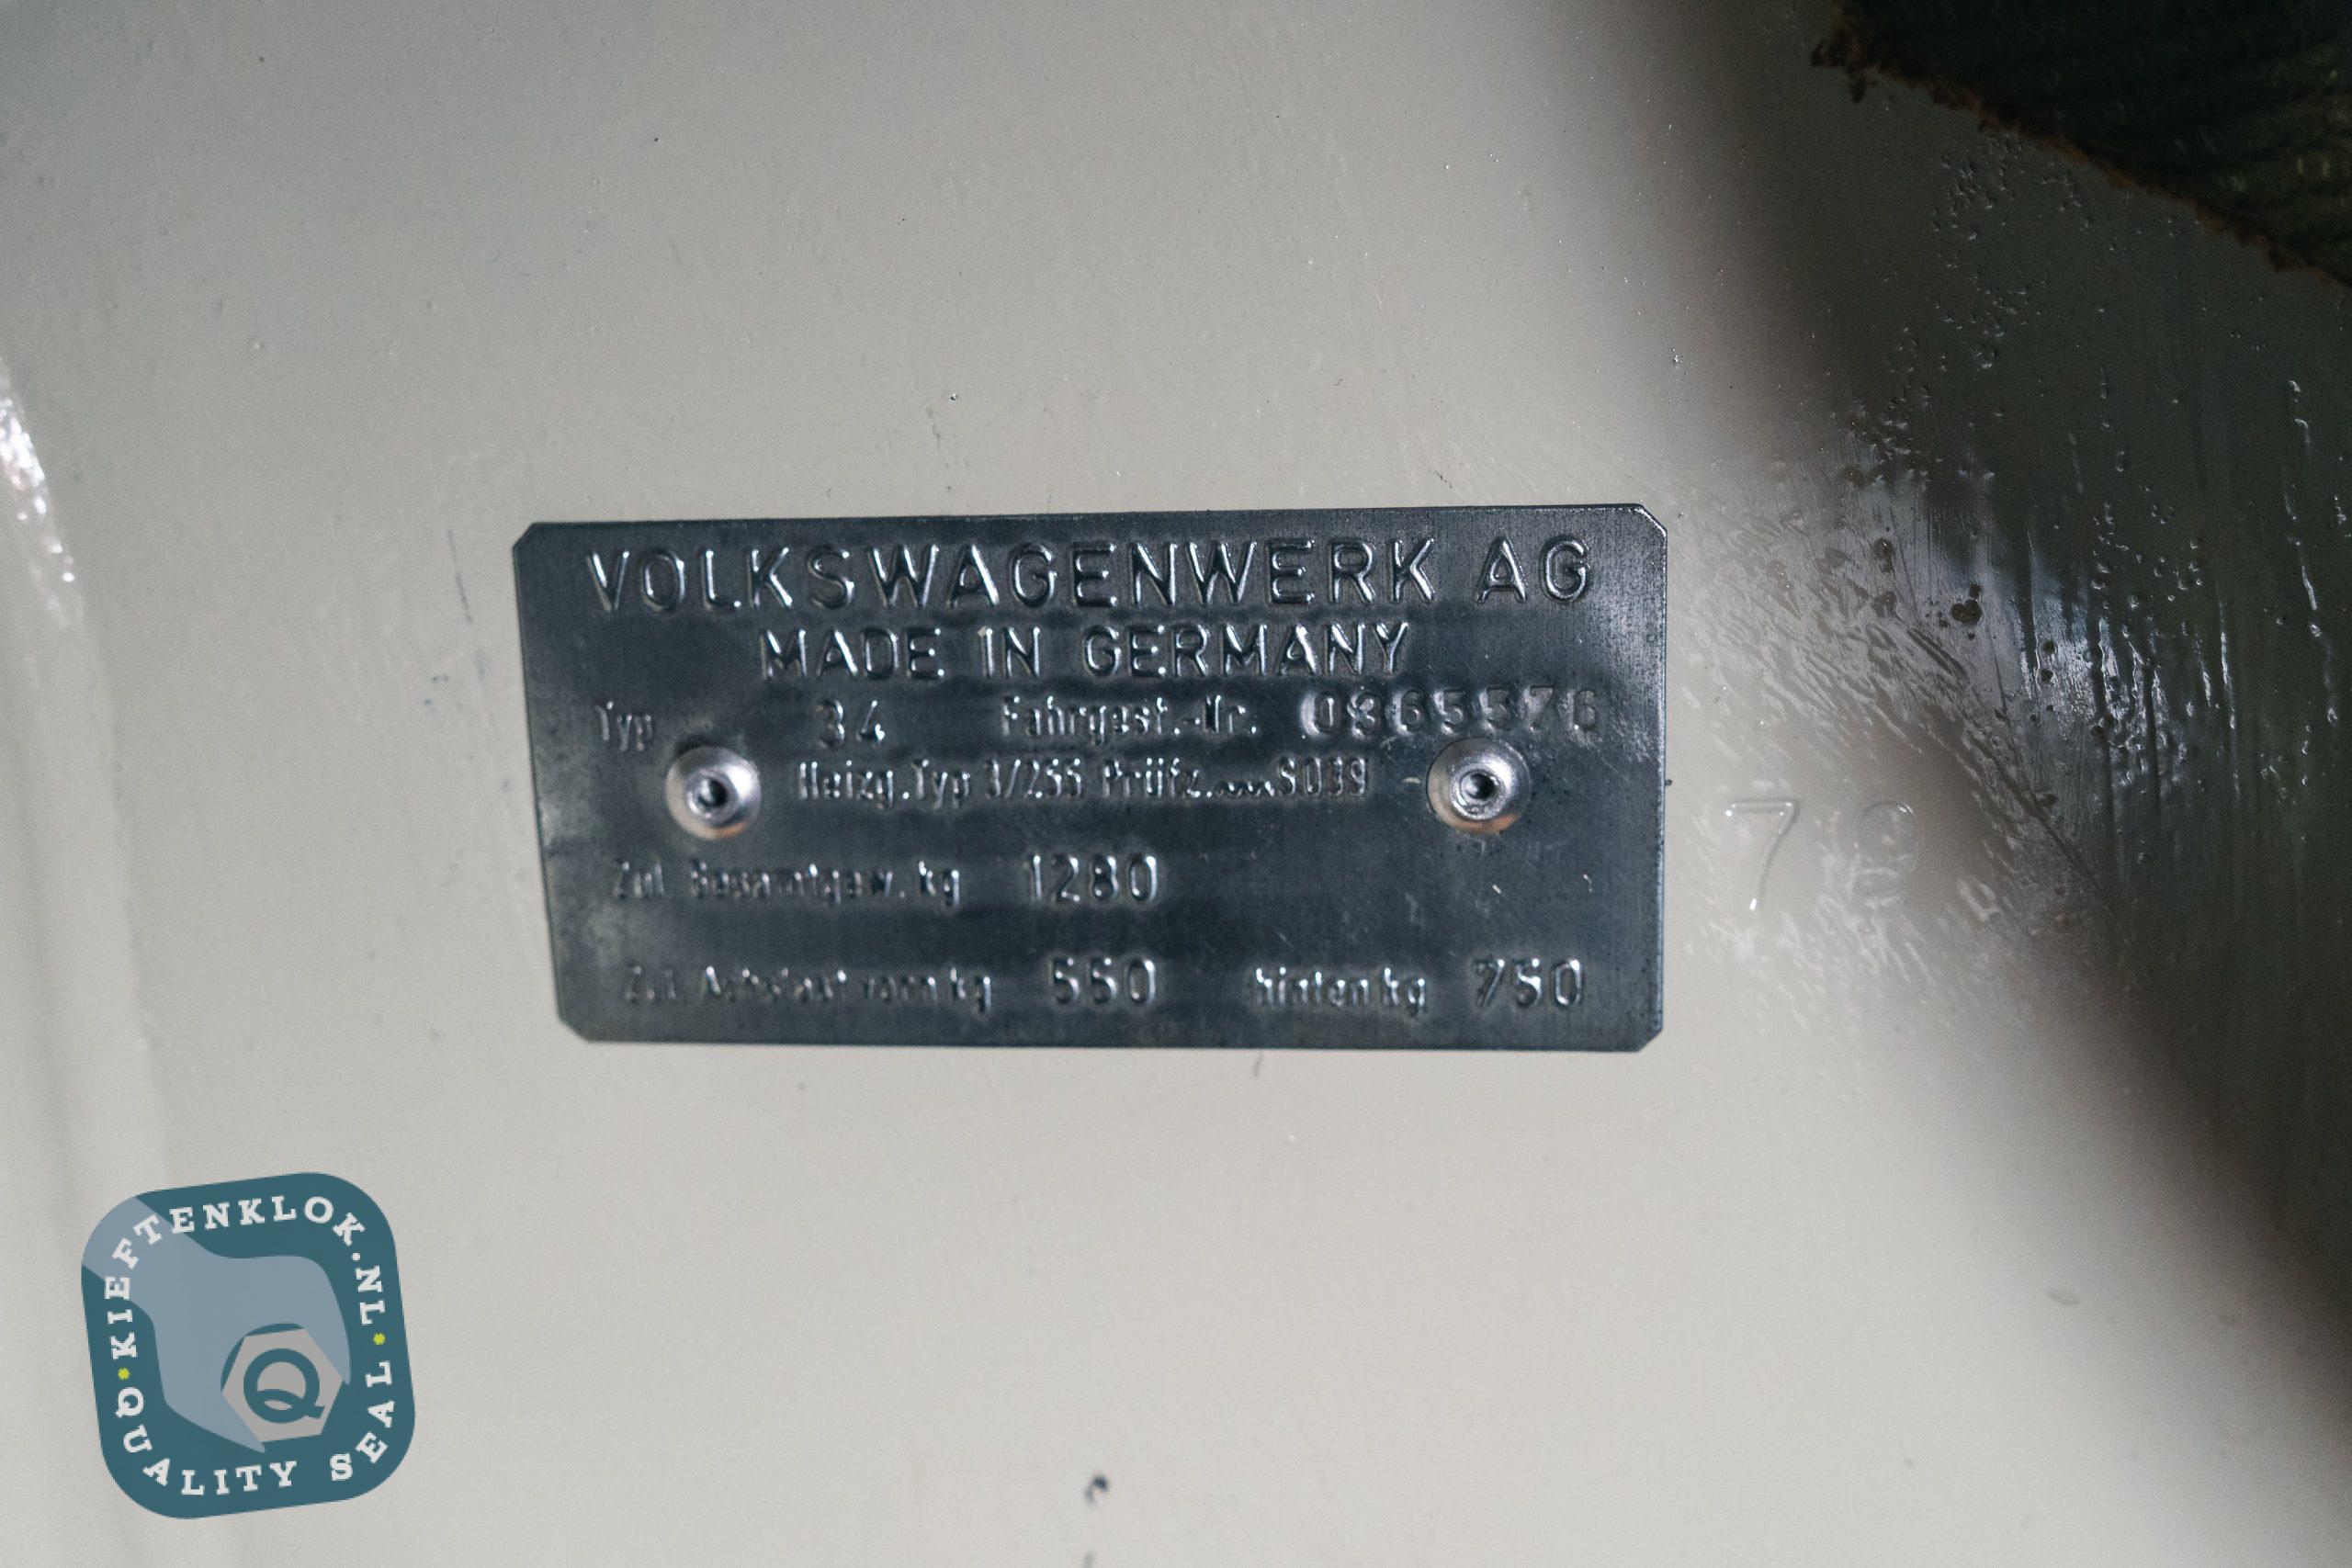 VOLKSWAGENWERK AG
MADE IN GERMANY
Typ 34 Fahrgest.-Nr. 0365576
Heizg.Typ 3/255 Prüfz.~~~S039
Zul. Gesamtgew. kg 1280
Zul. Achslast vorn kg 550 hinten kg 750
72
KIEFTENKLOK.NL
QUALITY SEAL
Q